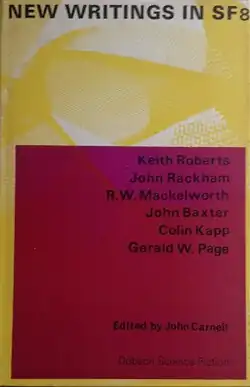 NEW WRITINGS IN SF8
Keith Roberts
John Rackham
R.W. Mackelworth
John Baxter
Colin Kapp
Gerald W. Page
Edited by John Carnell
Dobson Science Fiction